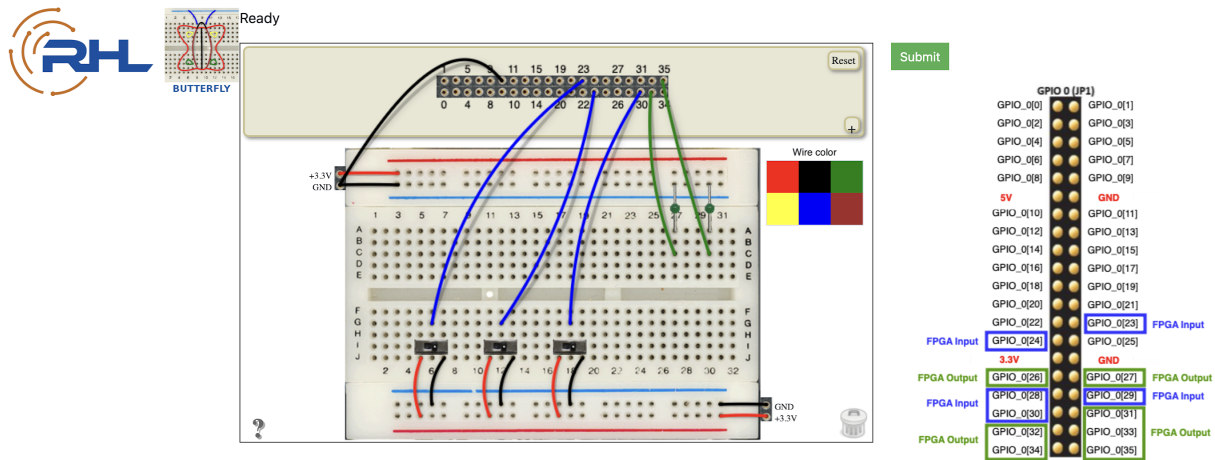 RHL
BUTTERFLY
Ready
Reset
Submit
1 5 9 11 15 19 23 27 31 35
0 4 8 10 14 20 22 26 30 34
+
+3.3V
GND
Wire color
1 3 5 7 9 11 13 15 17 19 21 23 25 27 29 31
A A
B B
C C
D D
E E
F F
G G
H H
I I
J J
2 4 6 8 10 12 14 16 18 20 22 24 26 28 30 32
GND
+3.3V
?
GPIO 0 (JP1)
GPIO_0[0] GPIO_0[1]
GPIO_0[2] GPIO_0[3]
GPIO_0[4] GPIO_0[5]
GPIO_0[6] GPIO_0[7]
GPIO_0[8] GPIO_0[9]
5V GND
GPIO_0[10] GPIO_0[11]
GPIO_0[12] GPIO_0[13]
GPIO_0[14] GPIO_0[15]
GPIO_0[16] GPIO_0[17]
GPIO_0[18] GPIO_0[19]
GPIO_0[20] GPIO_0[21]
GPIO_0[22] GPIO_0[23] FPGA Input
FPGA Input GPIO_0[24] GPIO_0[25]
3.3V GND
FPGA Output GPIO_0[26] GPIO_0[27] FPGA Output
FPGA Input GPIO_0[28] GPIO_0[29] FPGA Input
GPIO_0[30] GPIO_0[31]
FPGA Output GPIO_0[32] GPIO_0[33] FPGA Output
GPIO_0[34] GPIO_0[35]